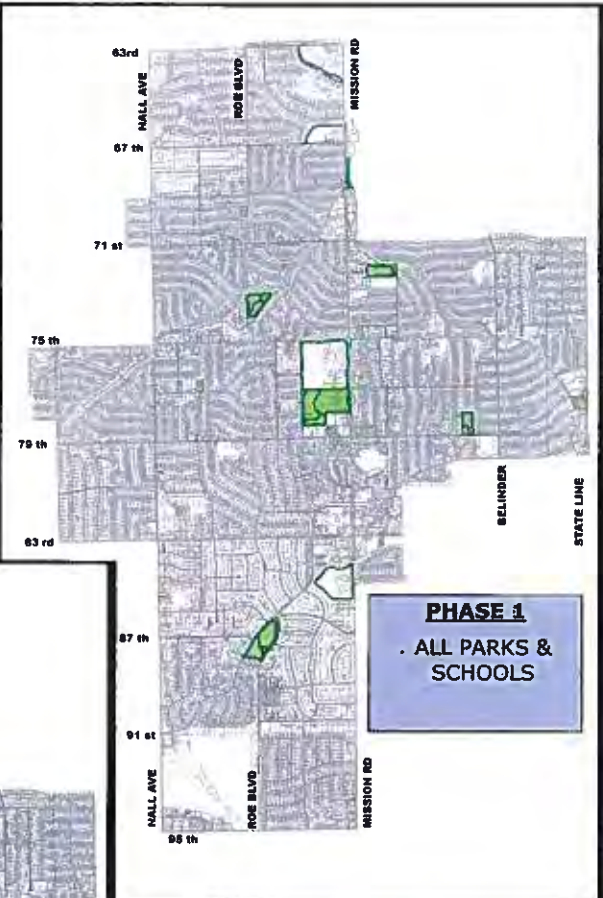 63rd
NALL AVE
ROE BLVD
MISSION RD
67 th
71 st
75 th
79 th
BELINDER
STATE LINE
83 rd
87 th
PHASE 1
. ALL PARKS &
SCHOOLS
91 st
NALL AVE
ROE BLVD
MISSION RD
95 th